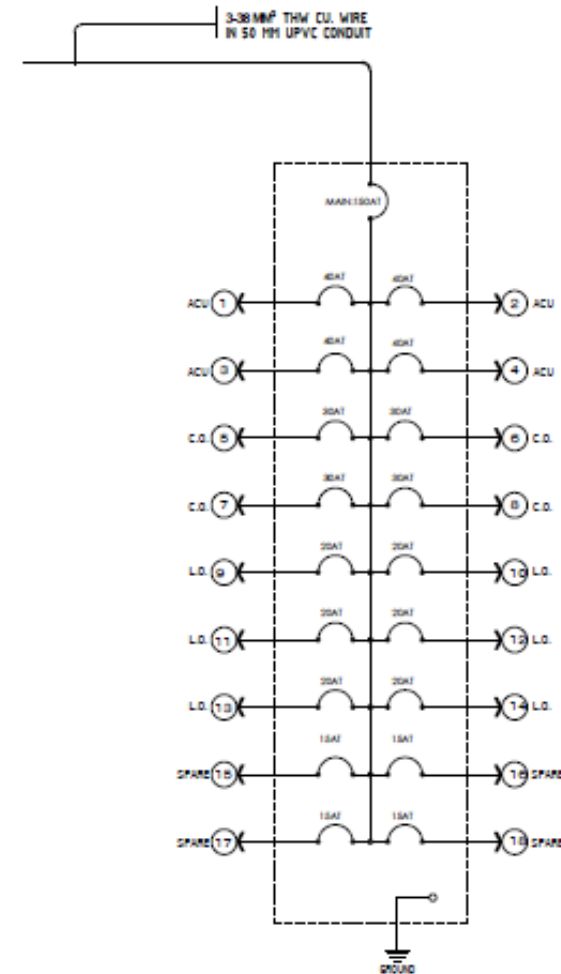 3-38 MM² THW CU. WIRE
IN 50 MM UPVC CONDUIT
MAIN:150AT
40AT 40AT
ACU 1 2 ACU
40AT 40AT
ACU 3 4 ACU
30AT 30AT
C.O. 5 6 C.O.
30AT 30AT
C.O. 7 8 C.O.
20AT 20AT
L.O. 9 10 L.O.
20AT 20AT
L.O. 11 12 L.O.
20AT 20AT
L.O. 13 14 L.O.
15AT 15AT
SPARE 15 16 SPARE
15AT 15AT
SPARE 17 18 SPARE
GROUND